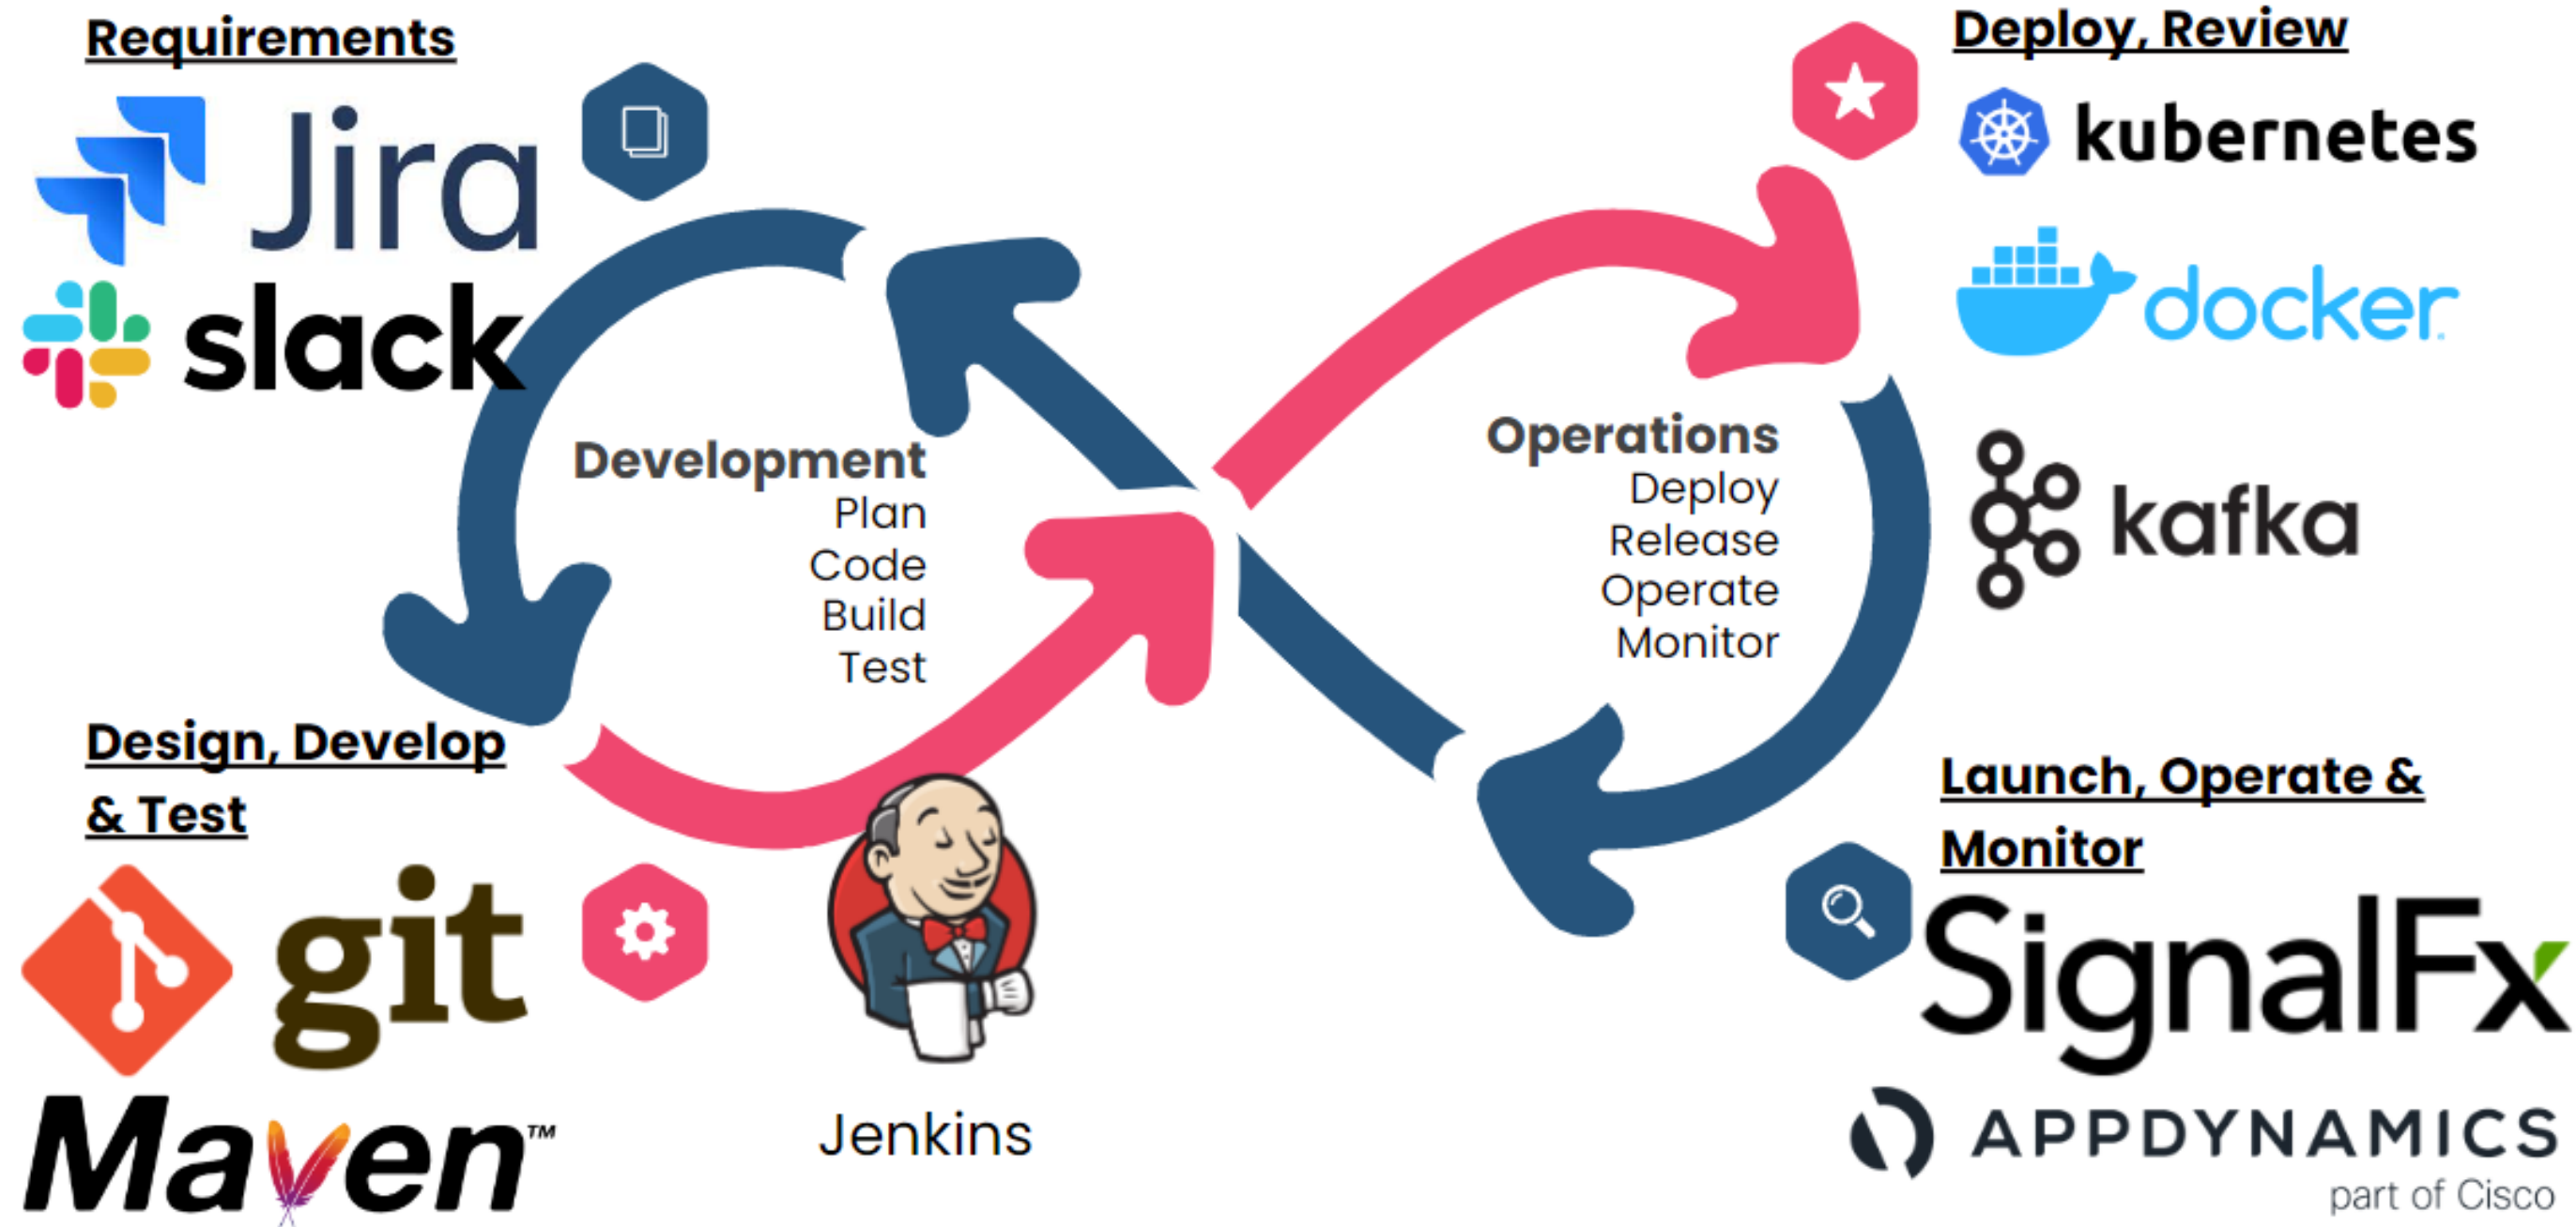 Requirements
Jira
slack
Development
Plan
Code
Build
Test
Design, Develop
& Test
git
Maven™
Jenkins
Deploy, Review
kubernetes
docker
kafka
Operations
Deploy
Release
Operate
Monitor
Launch, Operate &
Monitor
SignalFx
APPDYNAMICS
part of Cisco